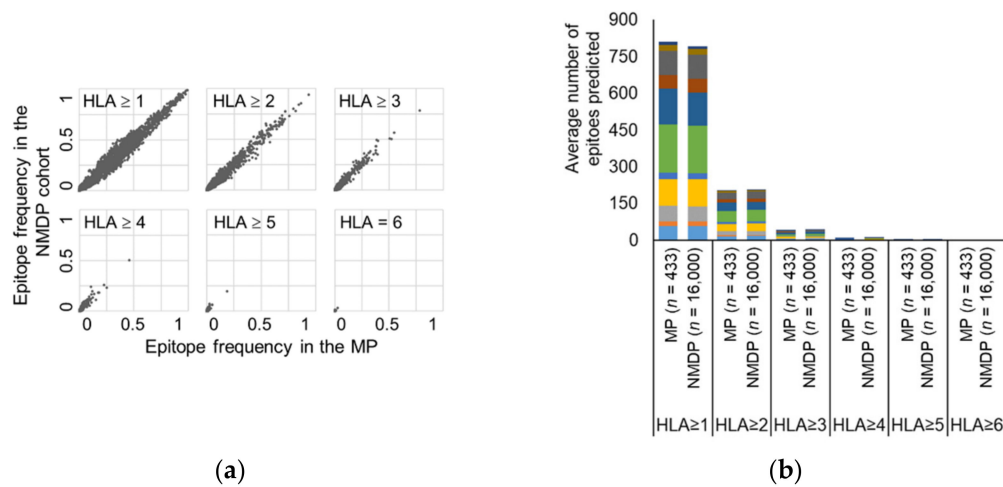 Epitope frequency in the
NMDP cohort
HLA ≥ 1
HLA ≥ 2
HLA ≥ 3
1
0.5
0
HLA ≥ 4
HLA ≥ 5
HLA = 6
1
0.5
0
0 0.5 1 0 0.5 1 0 0.5 1
Epitope frequency in the MP
(a)
Average number of
epitoes predicted
900
750
600
450
300
150
0
MP (n = 433)
NMDP (n = 16,000)
MP (n = 433)
NMDP (n = 16,000)
MP (n = 433)
NMDP (n = 16,000)
MP (n = 433)
NMDP (n = 16,000)
MP (n = 433)
NMDP (n = 16,000)
MP (n = 433)
NMDP (n = 16,000)
HLA≥1
HLA≥2
HLA≥3
HLA≥4
HLA≥5
HLA≥6
(b)